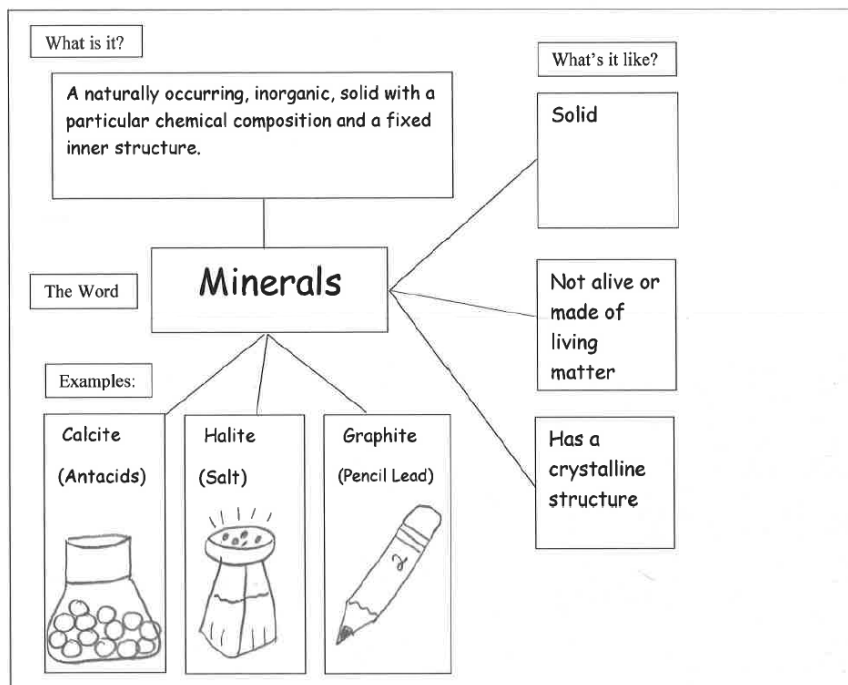 What is it?
A naturally occurring, inorganic, solid with a
particular chemical composition and a fixed
inner structure.
What's it like?
Solid
The Word
Minerals
Not alive or
made of
living
matter
Has a
crystalline
structure
Examples:
Calcite
(Antacids)
Halite
(Salt)
Graphite
(Pencil Lead)
2